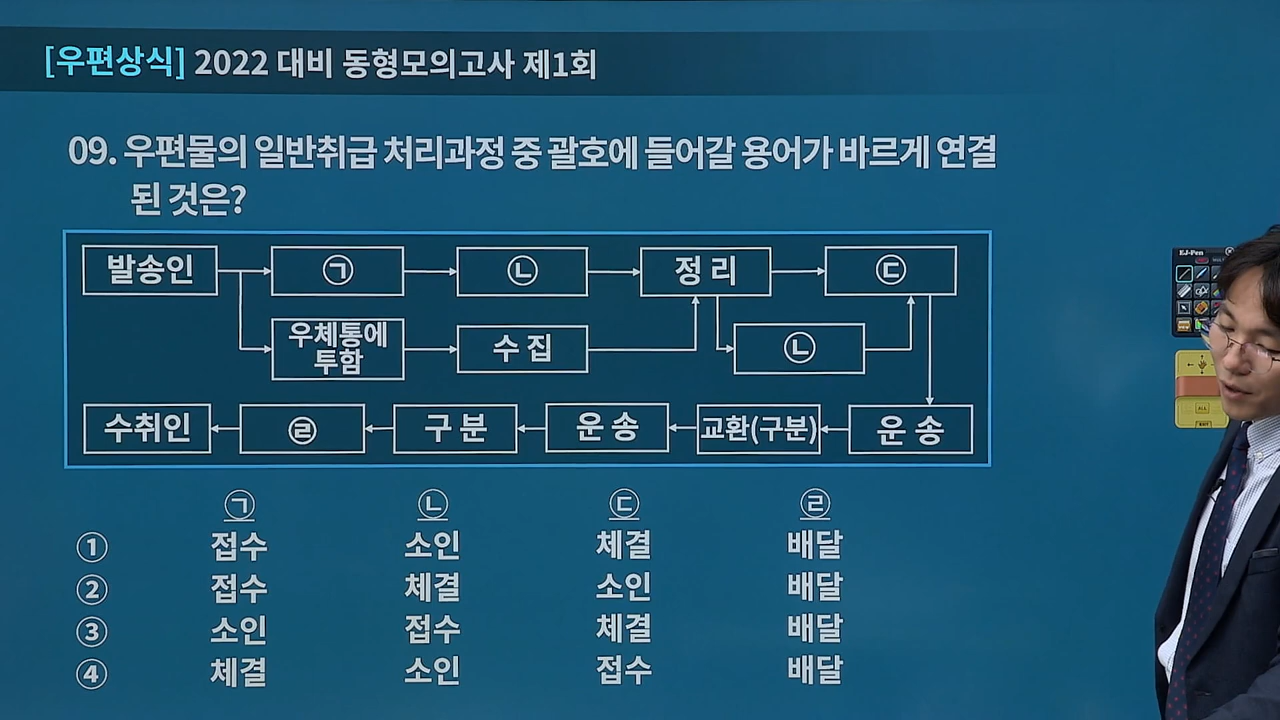 [우편상식] 2022 대비 동형모의고사 제1회
09. 우편물의 일반취급 처리과정 중 괄호에 들어갈 용어가 바르게 연결
된 것은?
발송인 ㉠ ㉡ 정 리 ㉢
우체통에
투함
수 집 ㉡
수취인 ㉣ 구 분 운 송 교환(구분) 운 송
㉠ ㉡ ㉢ ㉣
① 접수 소인 체결 배달
② 접수 체결 소인 배달
③ 소인 접수 체결 배달
④ 체결 소인 접수 배달
EJ-Pen
ALL